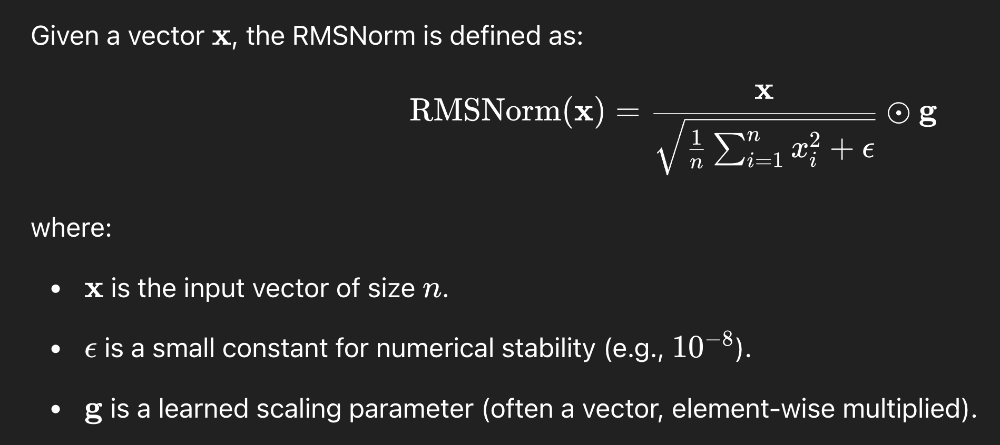 Given a vector $\mathbf{x}$, the RMSNorm is defined as:
$$\mathrm{RMSNorm}(\mathbf{x}) = \frac{\mathbf{x}}{\sqrt{\frac{1}{n} \sum_{i=1}^{n} x_i^2 + \epsilon}} \odot \mathbf{g}$$
where:
• $\mathbf{x}$ is the input vector of size $n$.
• $\epsilon$ is a small constant for numerical stability (e.g., $10^{-8}$).
• $\mathbf{g}$ is a learned scaling parameter (often a vector, element-wise multiplied).